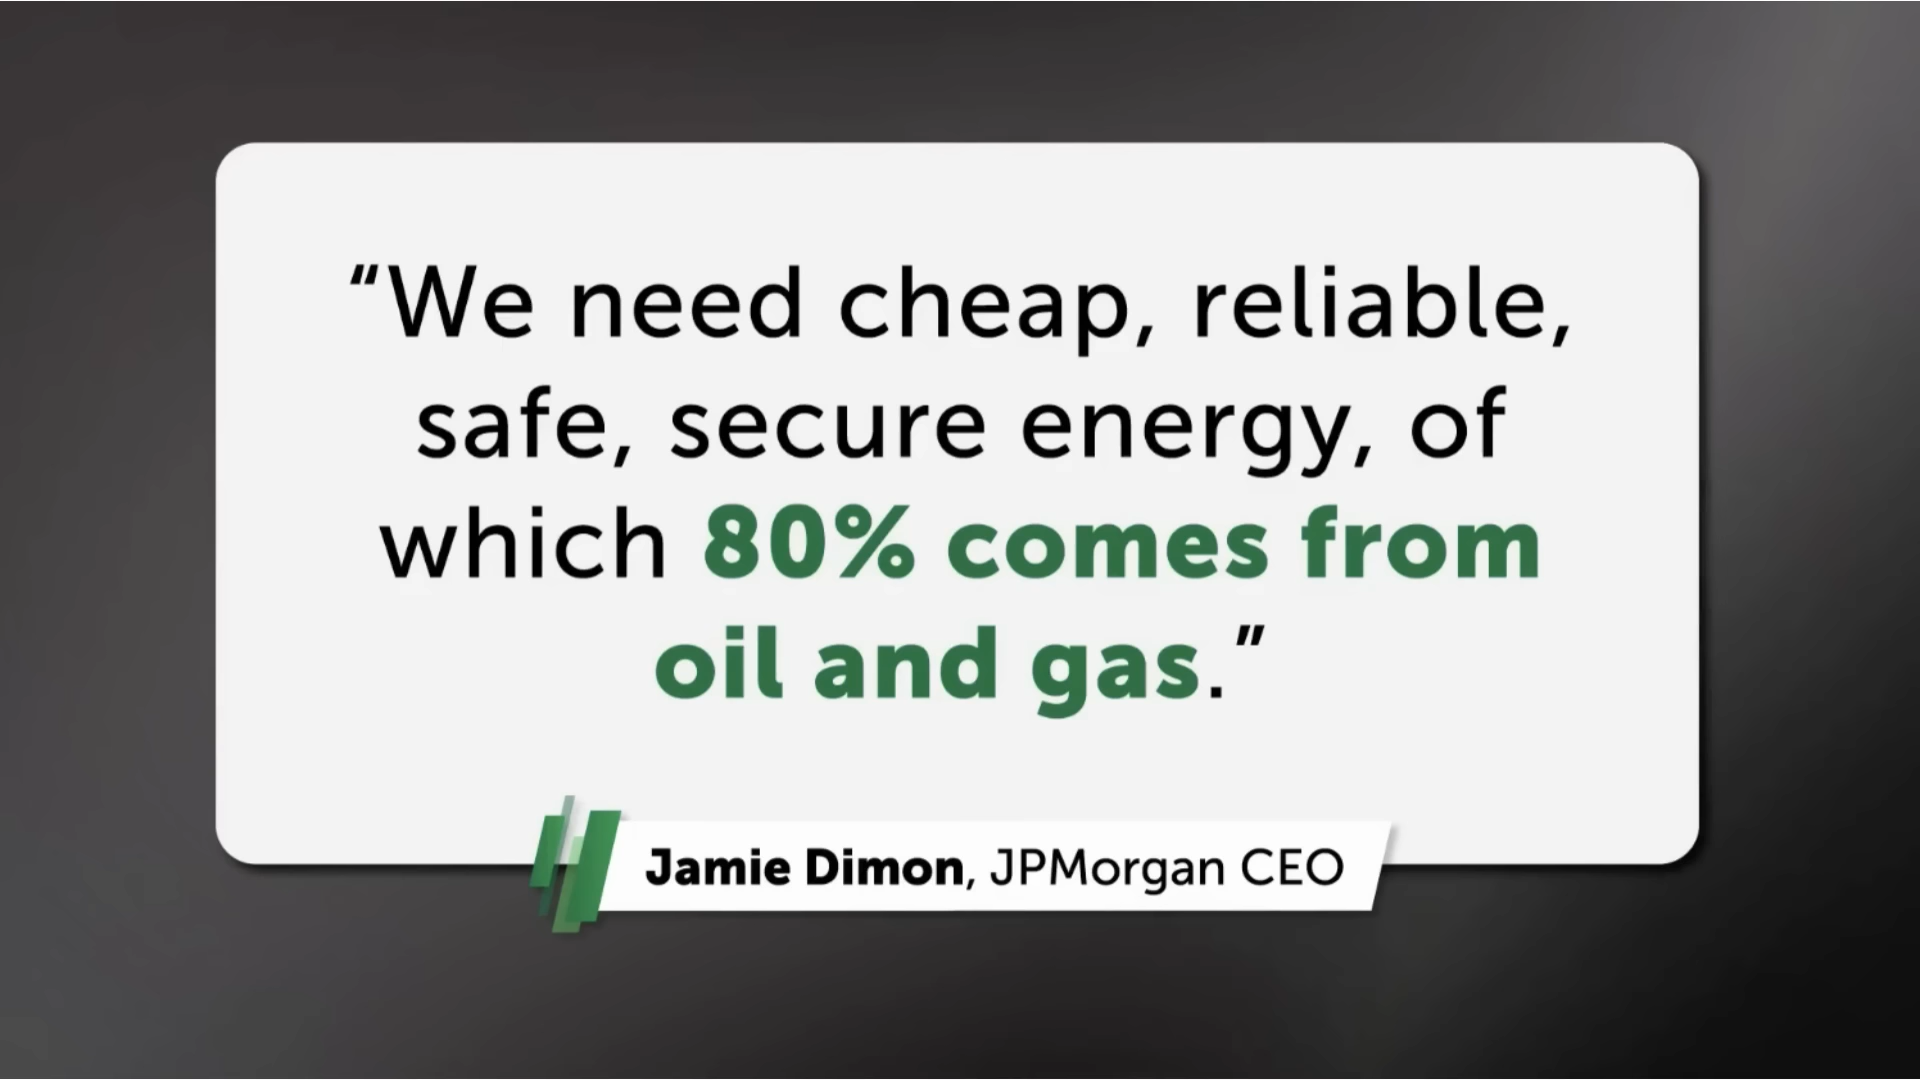 “We need cheap, reliable,
safe, secure energy, of
which 80% comes from
oil and gas.”
Jamie Dimon, JPMorgan CEO